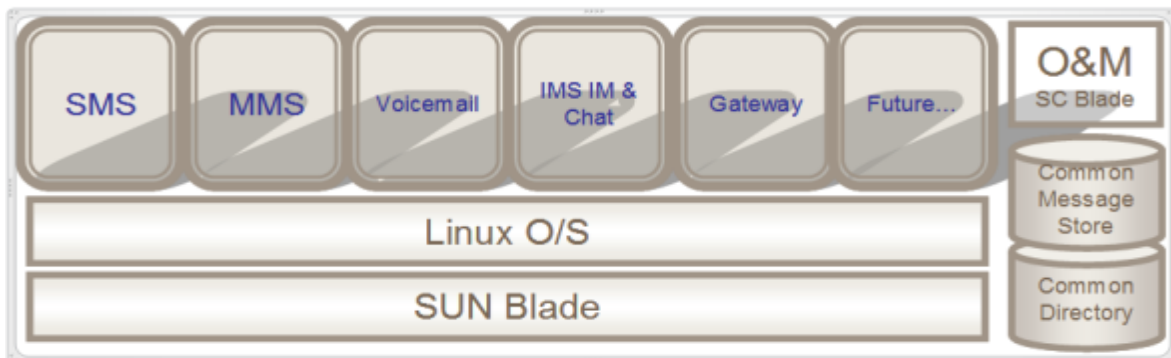 SMS
MMS
Voicemail
IMS IM &
Chat
Gateway
Future...
O&M
SC Blade
Common
Message
Store
Common
Directory
Linux O/S
SUN Blade